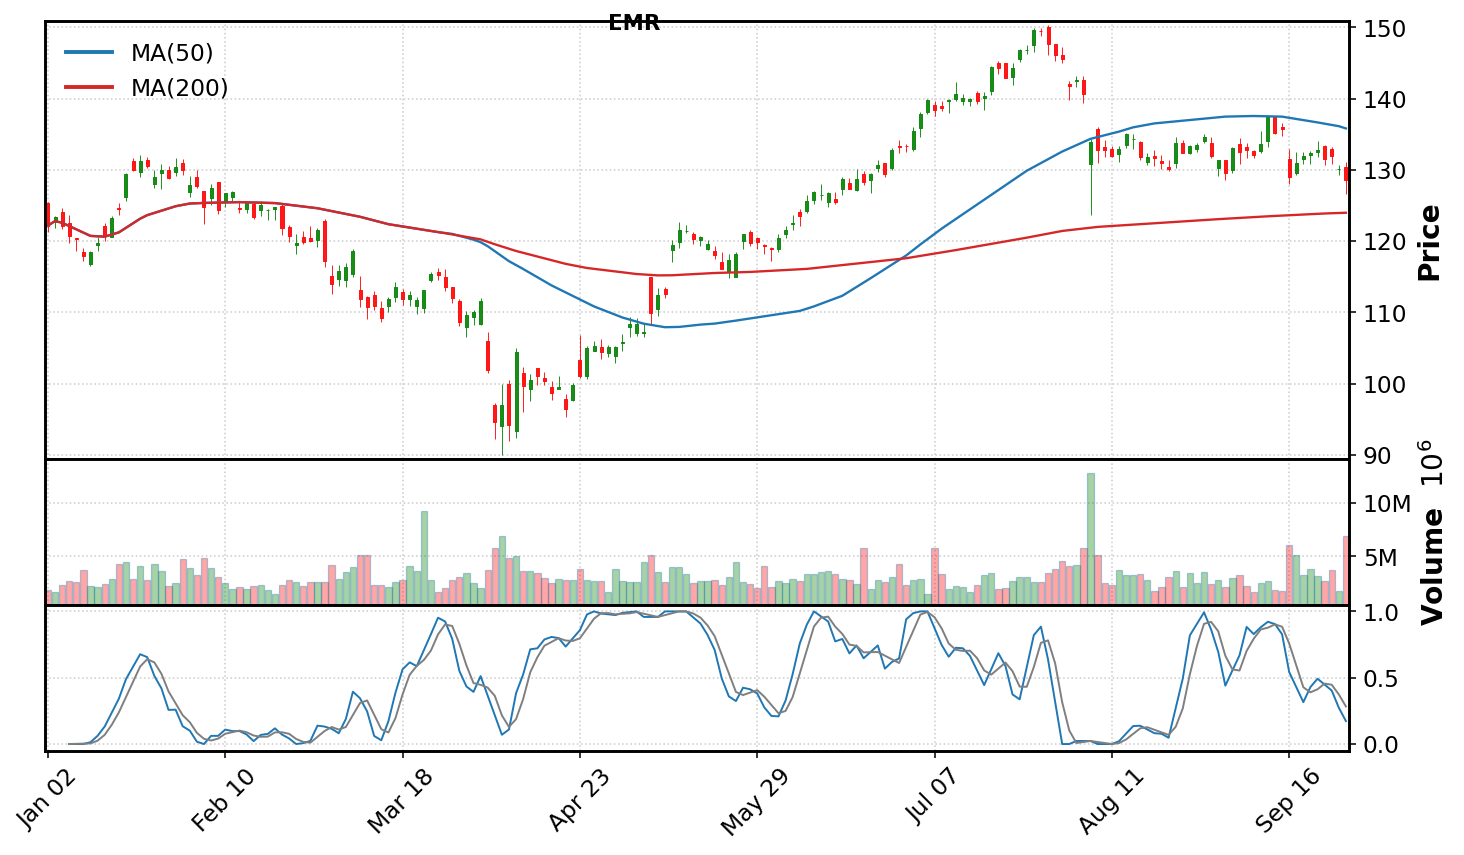 EMR
MA(50)
MA(200)
150
140
130
120
110
100
90
Price
10M
5M
Volume 10^6
1.0
0.5
0.0
Jan 02
Feb 10
Mar 18
Apr 23
May 29
Jul 07
Aug 11
Sep 16